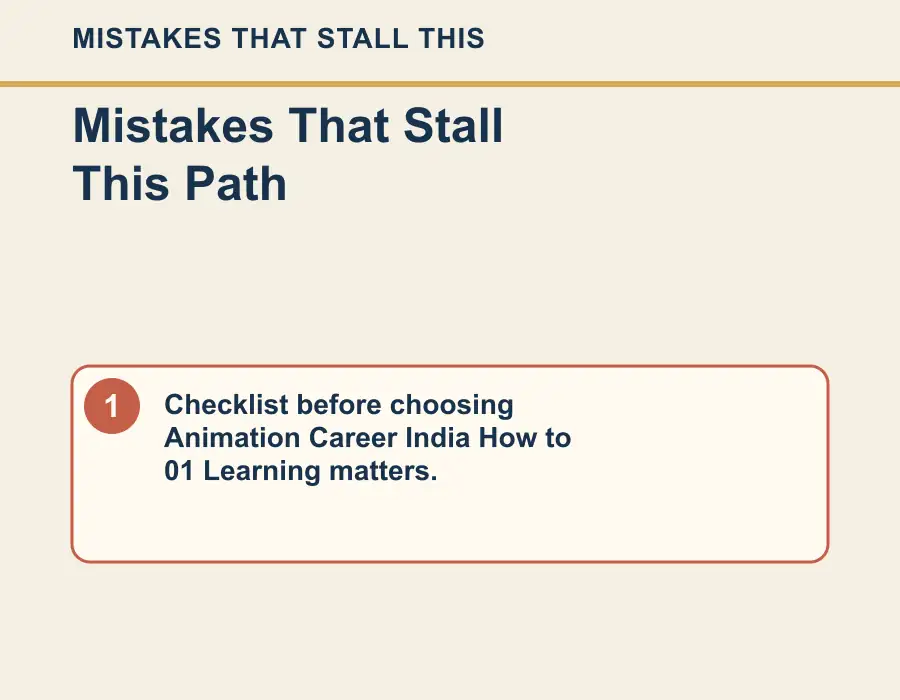 MISTAKES THAT STALL THIS
Mistakes That Stall
This Path
1
Checklist before choosing
Animation Career India How to
01 Learning matters.